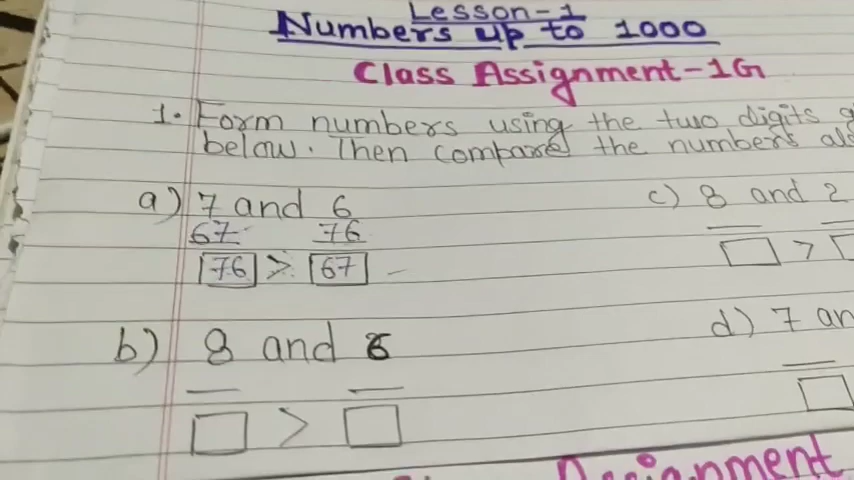 Lesson-1
Numbers up to 1000
Class Assignment-1G
1. Form numbers using the two digits
below. Then compare the numbers
a) 7 and 6
67 76
76 > 67
c) 8 and 2
>
b) 8 and 6
>
d) 7
Assignment